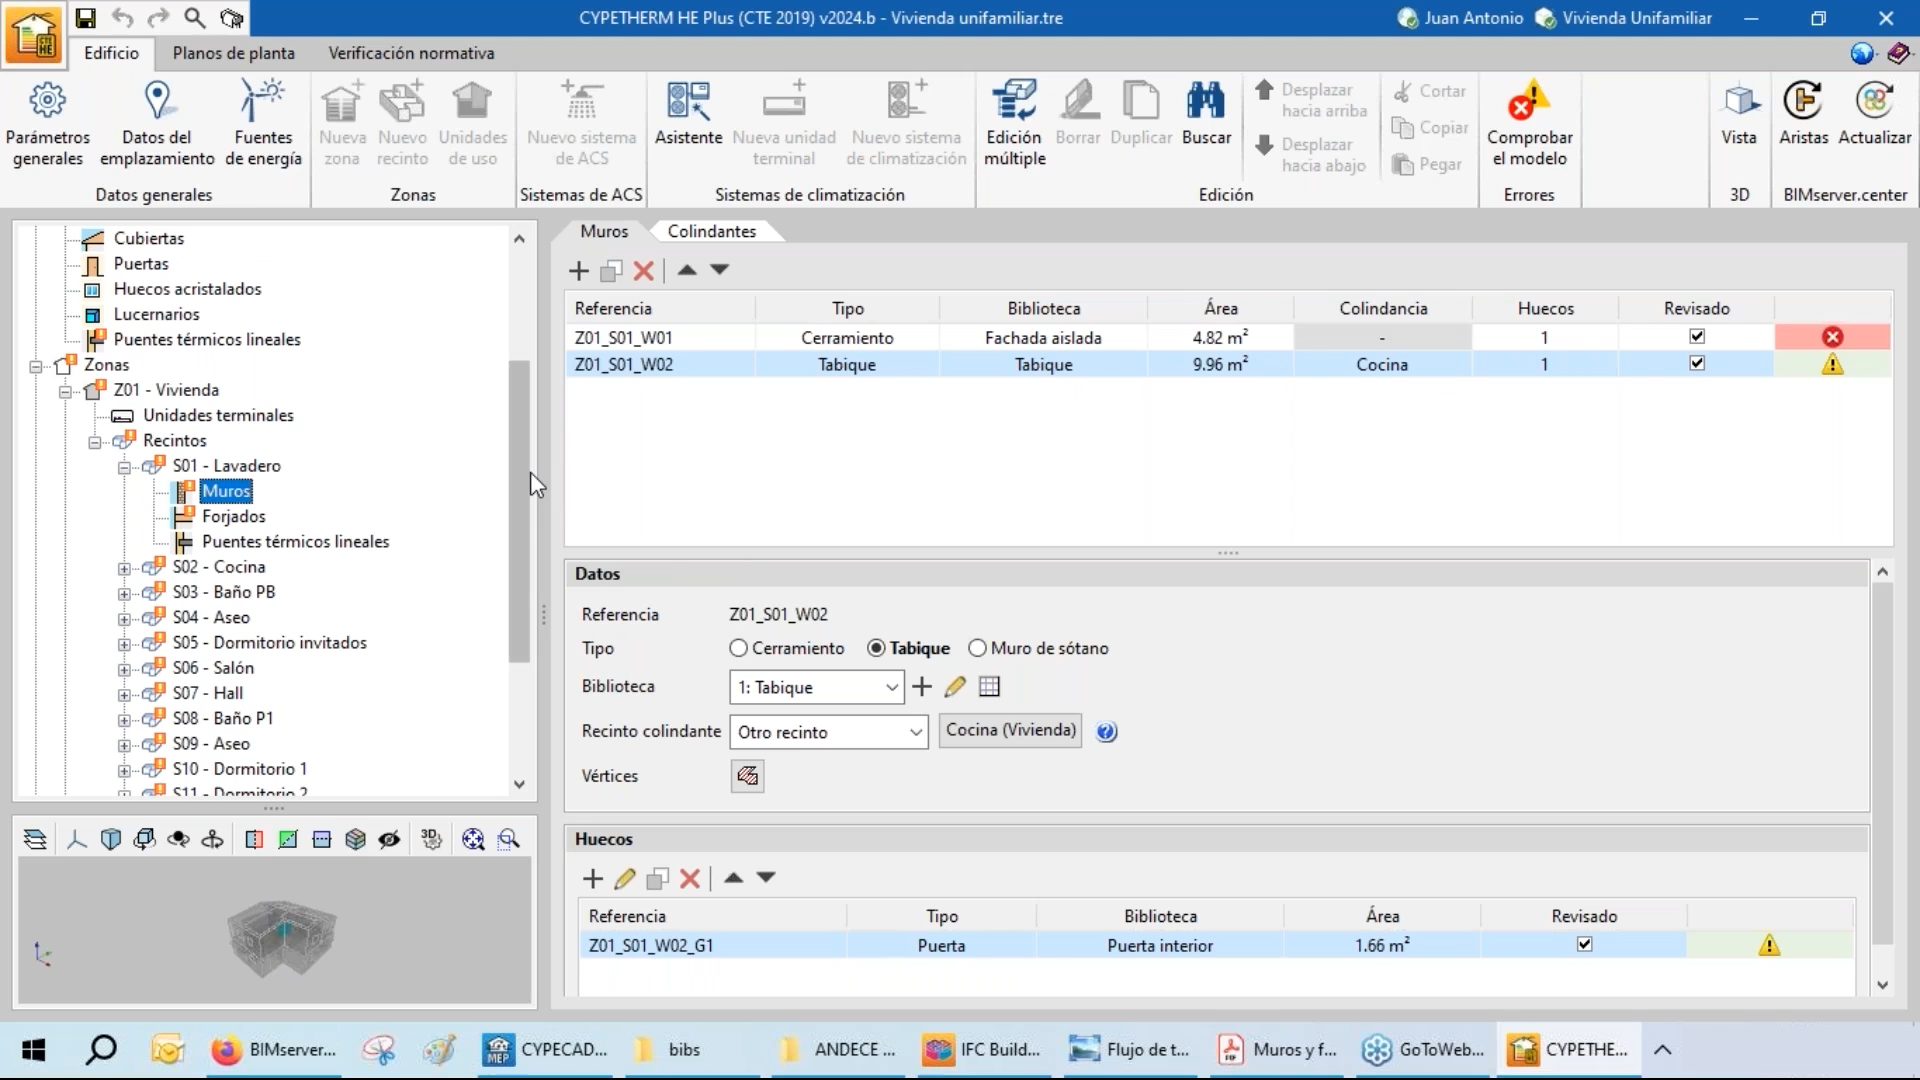 CYPETHERM HE Plus (CTE 2019) v2024.b - Vivienda unifamiliar.tre
Juan Antonio
Vivienda Unifamiliar
CTE
HE
Edificio
Planos de planta
Verificación normativa
Parámetros generales
Datos del emplazamiento
Fuentes de energía
Nueva zona
Nuevo recinto
Unidades de uso
Nuevo sistema de ACS
Asistente
Nueva unidad terminal
Nuevo sistema de climatización
Edición múltiple
Borrar
Duplicar
Buscar
Desplazar hacia arriba
Desplazar hacia abajo
Cortar
Copiar
Pegar
Comprobar el modelo
Vista
Aristas
Actualizar
Datos generales
Zonas
Sistemas de ACS
Sistemas de climatización
Edición
Errores
3D
BIMserver.center
Cubiertas
Puertas
Huecos acristalados
Lucernarios
Puentes térmicos lineales
Zonas
Z01 - Vivienda
Unidades terminales
Recintos
S01 - Lavadero
Muros
Forjados
Puentes térmicos lineales
S02 - Cocina
S03 - Baño PB
S04 - Aseo
S05 - Dormitorio invitados
S06 - Salón
S07 - Hall
S08 - Baño P1
S09 - Aseo
S10 - Dormitorio 1
S11 - Dormitorio 2
3D
Muros
Colindantes
Referencia Tipo Biblioteca Área Colindancia Huecos Revisado
Z01_S01_W01 Cerramiento Fachada aislada 4.82 m² - 1
Z01_S01_W02 Tabique Tabique 9.96 m² Cocina 1
Datos
Referencia Z01_S01_W02
Tipo Cerramiento Tabique Muro de sótano
Biblioteca 1: Tabique
Recinto colindante Otro recinto Cocina (Vivienda)
Vértices
Huecos
Referencia Tipo Biblioteca Área Revisado
Z01_S01_W02_G1 Puerta Puerta interior 1.66 m²
BIMserver...
MEP
CYPECAD...
bibs
ANDECE ...
IFC Build...
Flujo de t...
Muros y f...
GoToWeb...
CYPETHE...